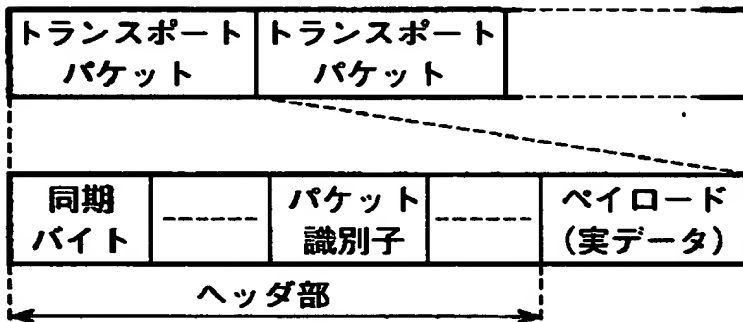 トランスポート
パケット
トランスポート
パケット
同期
バイト
パケット
識別子
ペイロード
(実データ)
ヘッダ部